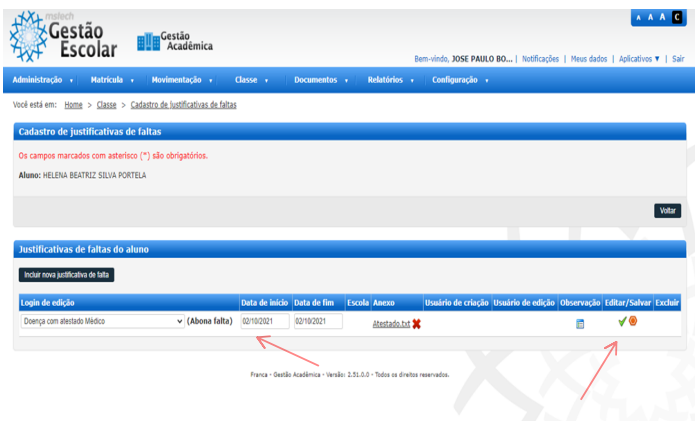 mstech
Gestão Escolar
Gestão Acadêmica
A A A C
Bem-vindo, JOSE PAULO BO... | Notificações | Meus dados | Aplicativos ▼ | Sair
Administração Matrícula Movimentação Classe Documentos Relatórios Configuração
Você está em: Home > Classe > Cadastro de justificativas de faltas
Cadastro de justificativas de faltas
Os campos marcados com asterisco (*) são obrigatórios.
Aluno: HELENA BEATRIZ SILVA PORTELA
Voltar
Justificativas de faltas do aluno
Incluir nova justificativa de falta
Login de edição Data de início Data de fim Escola Anexo Usuário de criação Usuário de edição Observação Editar/Salvar Excluir
Doença com atestado Médico (Abona falta) 02/10/2021 02/10/2021 Atestado.txt
Franca - Gestão Acadêmica - Versão: 2.51.0.0 - Todos os direitos reservados.